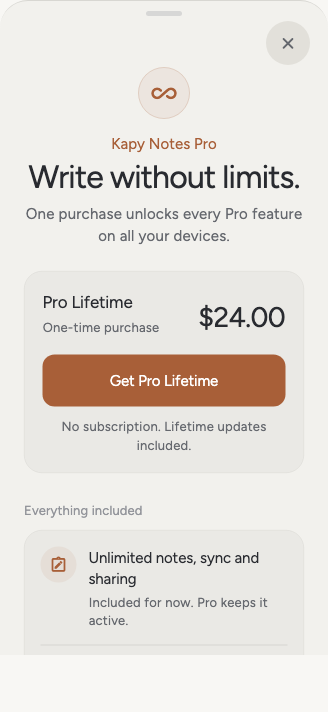 Kapy Notes Pro
Write without limits.
One purchase unlocks every Pro feature
on all your devices.
Pro Lifetime
One-time purchase
$24.00
Get Pro Lifetime
No subscription. Lifetime updates
included.
Everything included
Unlimited notes, sync and
sharing
Included for now. Pro keeps it
active.